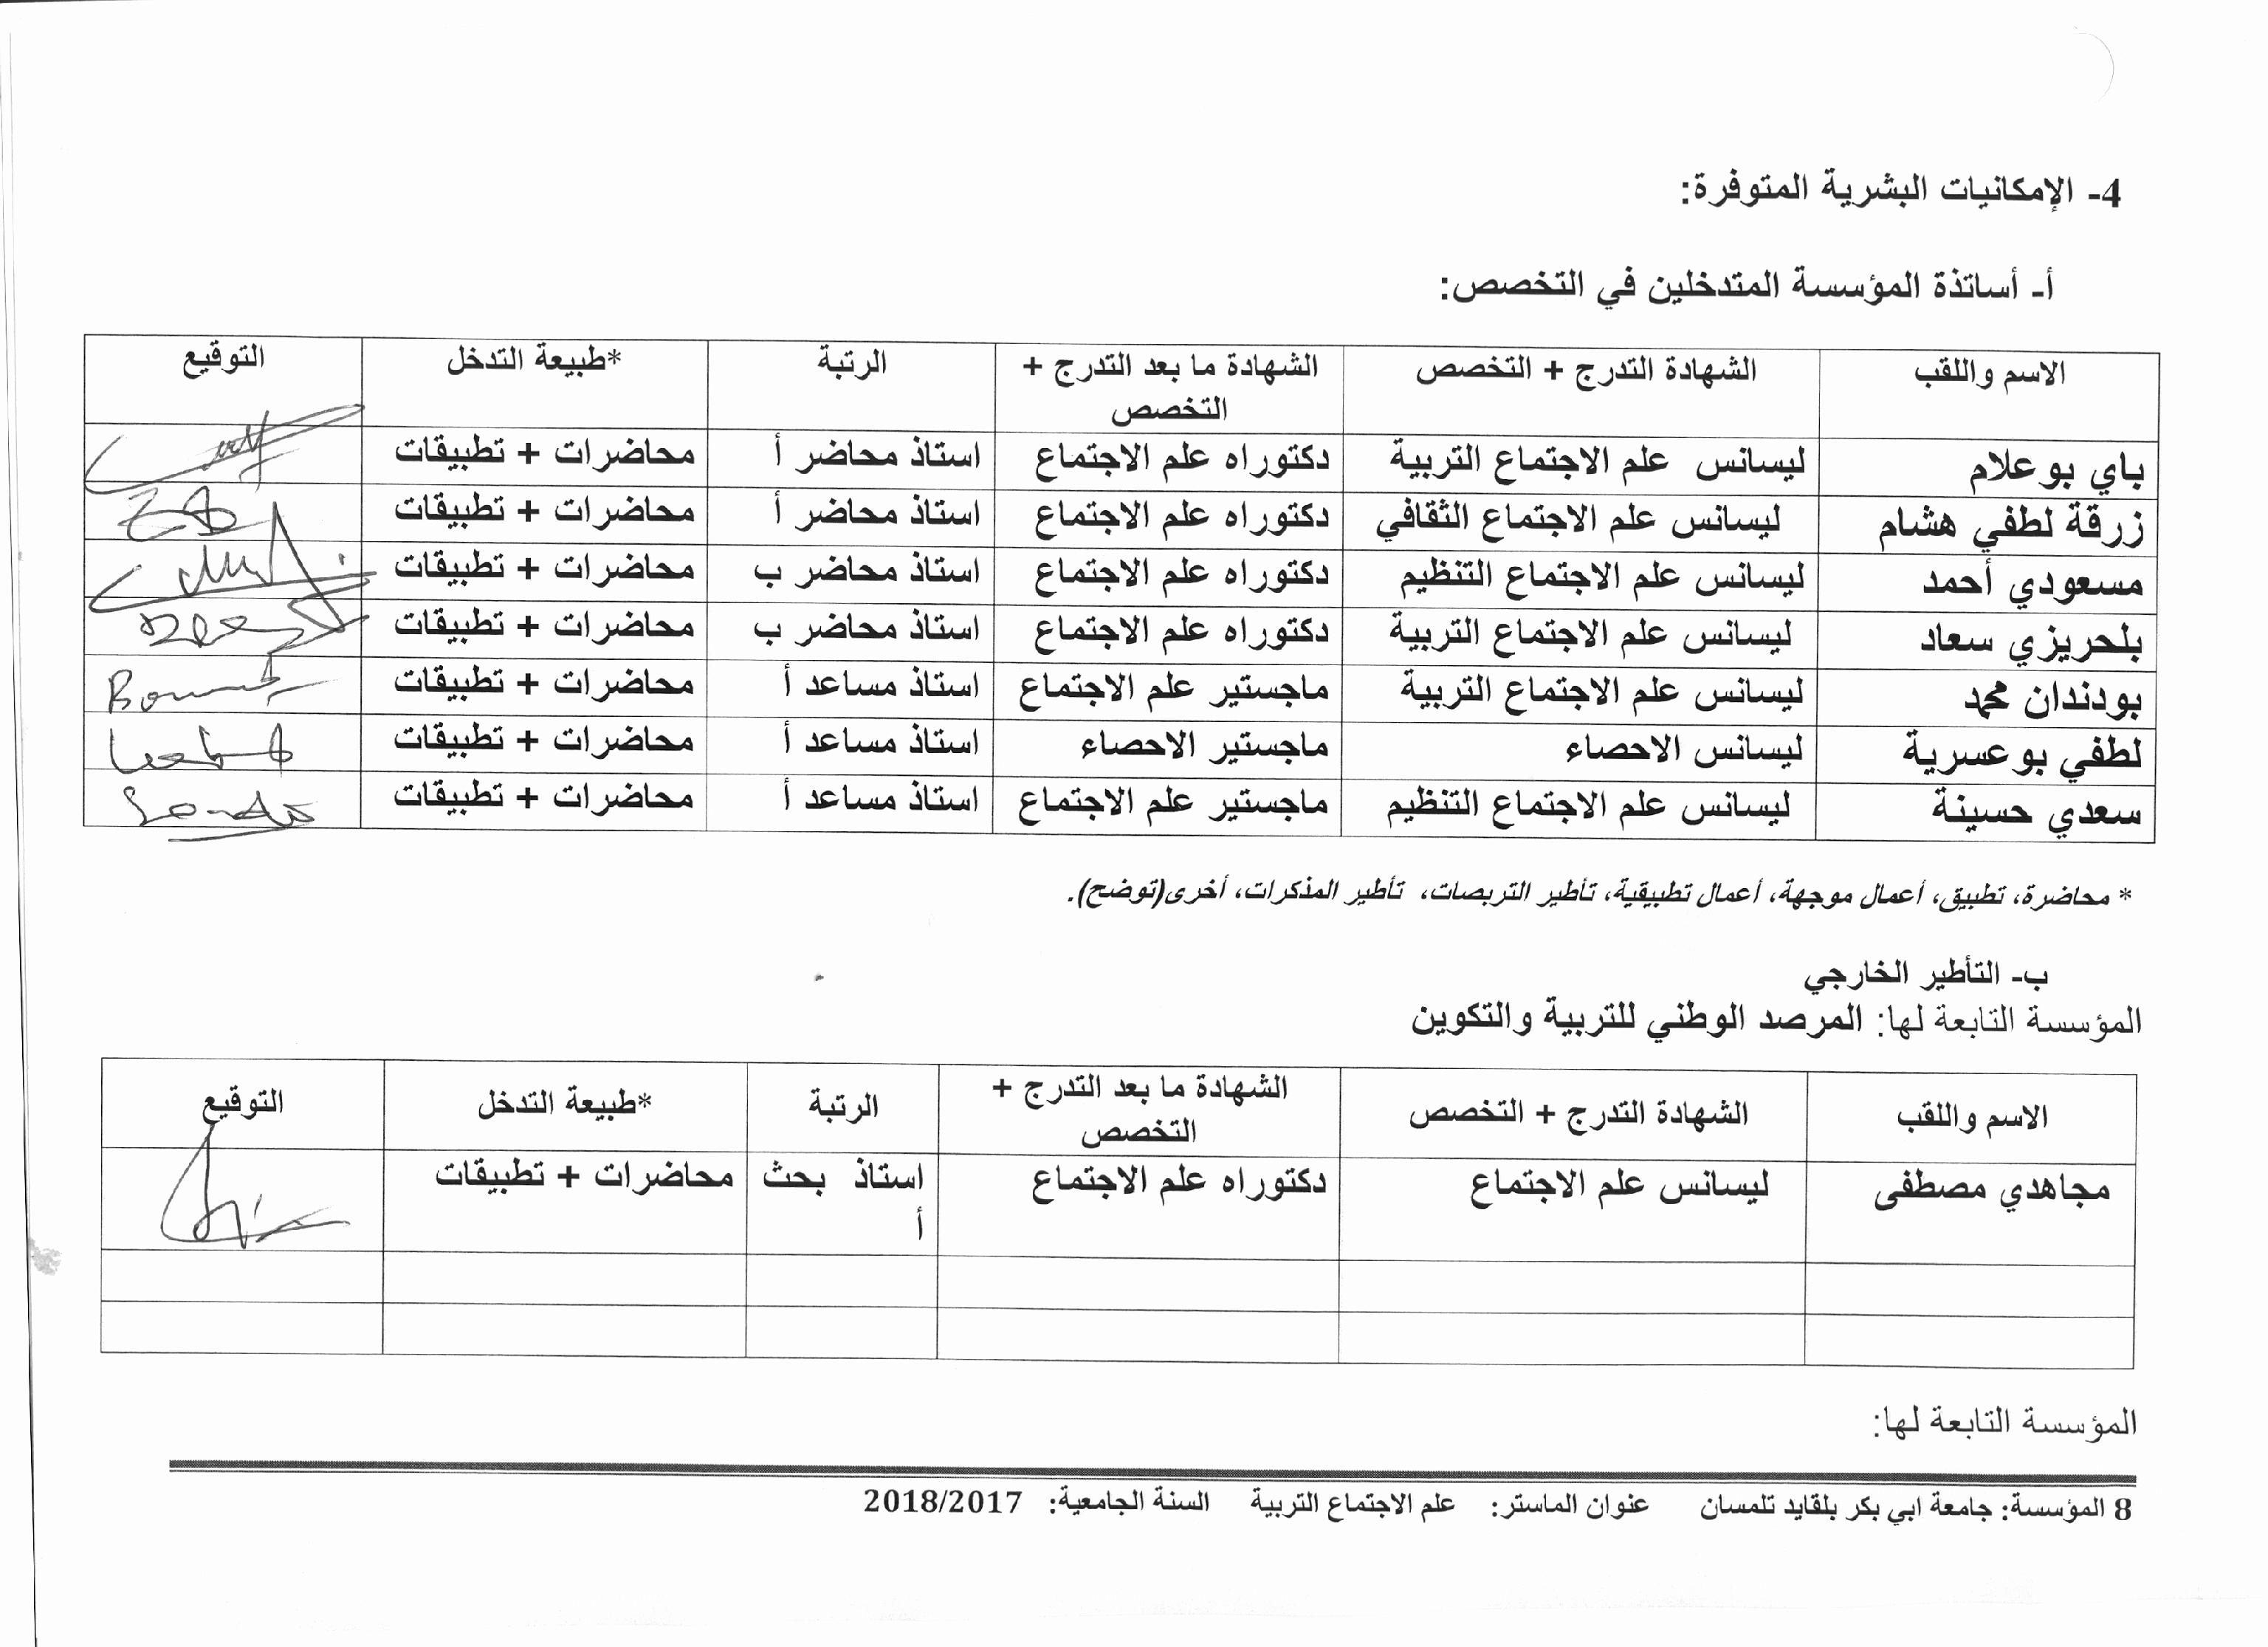 4- الإمكانيات البشرية المتوفرة:
أ- أساتذة المؤسسة المتدخلين في التخصص:
الاسم واللقب الشهادة التدرج + التخصص الشهادة ما بعد التدرج + التخصص الرتبة *طبيعة التدخل التوقيع
باي بوعلام ليسانس علم الاجتماع التربية دكتوراه علم الاجتماع استاذ محاضر أ محاضرات + تطبيقات
زرقة لطفي هشام ليسانس علم الاجتماع الثقافي دكتوراه علم الاجتماع استاذ محاضر أ محاضرات + تطبيقات
مسعودي أحمد ليسانس علم الاجتماع التنظيم دكتوراه علم الاجتماع استاذ محاضر ب محاضرات + تطبيقات
بلحريزي سعاد ليسانس علم الاجتماع التربية دكتوراه علم الاجتماع استاذ محاضر ب محاضرات + تطبيقات
بودندان محمد ليسانس علم الاجتماع التربية ماجستير علم الاجتماع استاذ مساعد أ محاضرات + تطبيقات
لطفي بوعسرية ليسانس الاحصاء ماجستير الاحصاء استاذ مساعد أ محاضرات + تطبيقات
سعدي حسينة ليسانس علم الاجتماع التنظيم ماجستير علم الاجتماع استاذ مساعد أ محاضرات + تطبيقات
* محاضرة، تطبيق، أعمال موجهة، أعمال تطبيقية، تأطير التربصات، تأطير المذكرات، أخرى(توضح).
ب- التأطير الخارجي
المؤسسة التابعة لها: المرصد الوطني للتربية والتكوين
الاسم واللقب الشهادة التدرج + التخصص الشهادة ما بعد التدرج + التخصص الرتبة *طبيعة التدخل التوقيع
مجاهدي مصطفى ليسانس علم الاجتماع دكتوراه علم الاجتماع استاذ بحث أ محاضرات + تطبيقات
المؤسسة التابعة لها:
8 المؤسسة: جامعة ابي بكر بلقايد تلمسان عنوان الماستر: علم الاجتماع التربية السنة الجامعية: 2018/2017